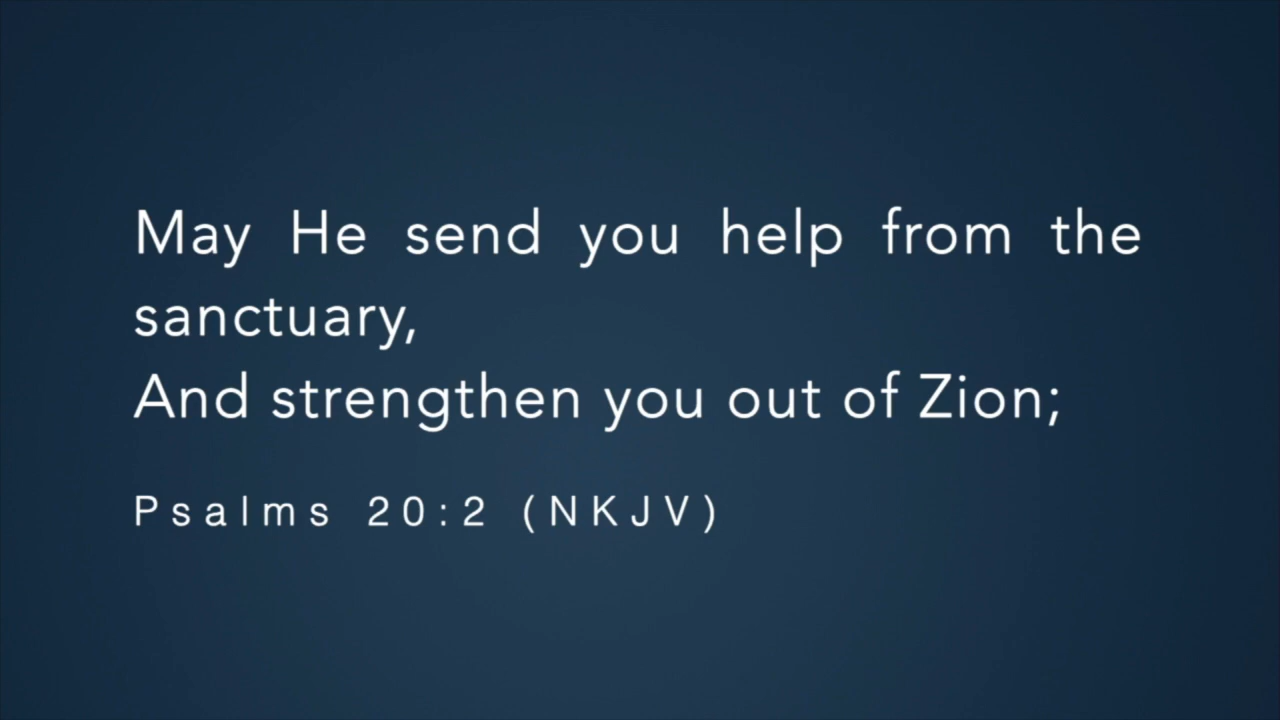 May He send you help from the
sanctuary,
And strengthen you out of Zion;
Psalms 20:2 (NKJV)